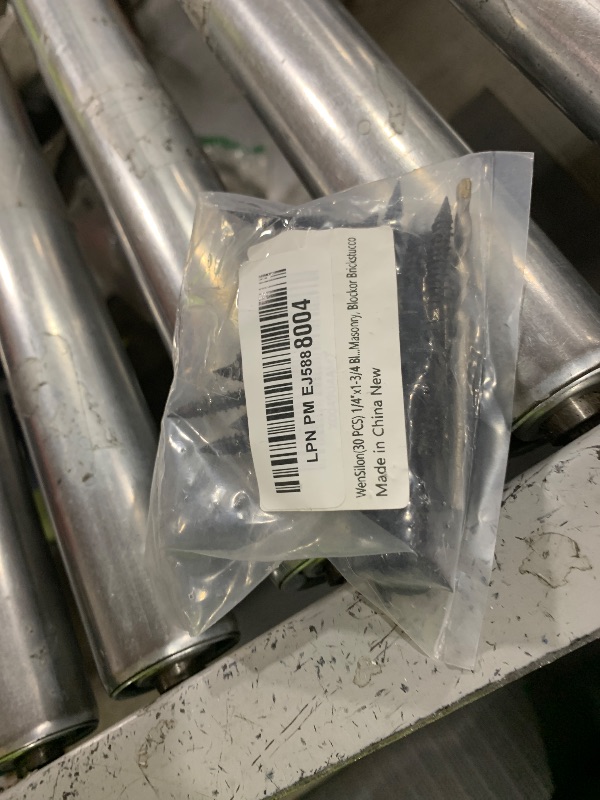 LPN PM EJ5888004
WenSilon(30 PCS) 1/4"x1-3/4 Bl...Masonry, Blockor Brickstucco
Made in China New